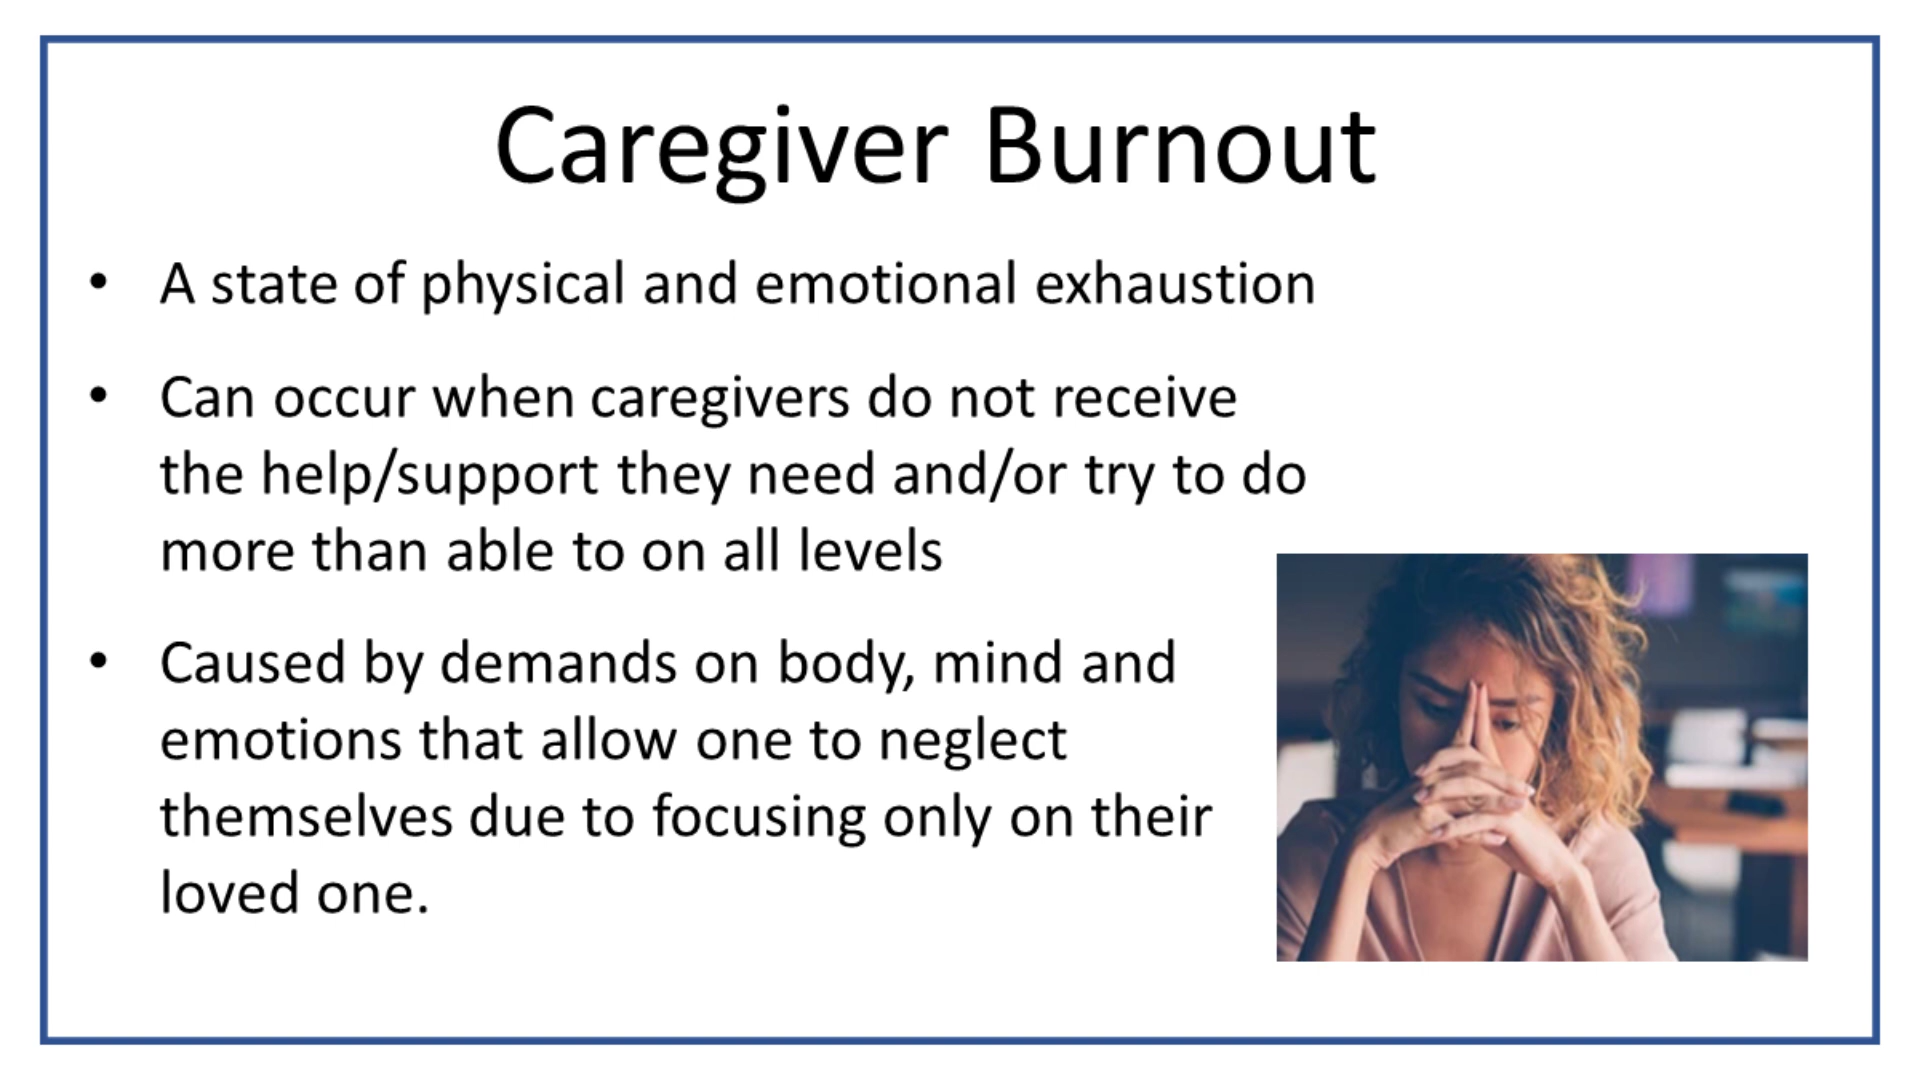 Caregiver Burnout
• A state of physical and emotional exhaustion
• Can occur when caregivers do not receive
the help/support they need and/or try to do
more than able to on all levels
• Caused by demands on body, mind and
emotions that allow one to neglect
themselves due to focusing only on their
loved one.